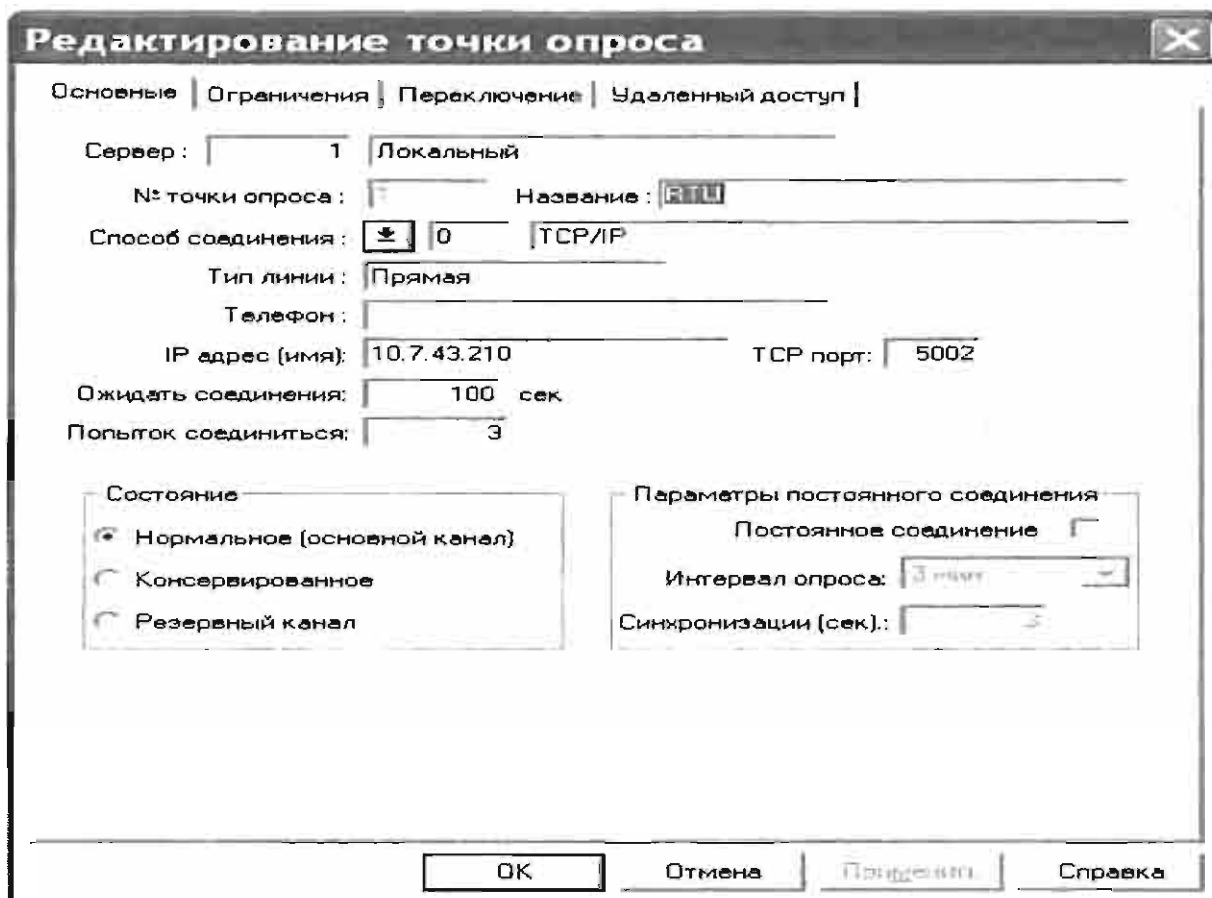 Редактирование точки опроса
Основные Ограничения Переключение Удаленный доступ
Сервер : 1 Локальный
№ точки опроса : Название : RTU
Способ соединения : 0 TCP/IP
Тип линии : Прямая
Телефон :
IP адрес (имя): 10.7.43.210 TCP порт: 5002
Ожидать соединения: 100 сек
Попыток соединиться: 3
Состояние
Нормальное (основной канал)
Консервированное
Резервный канал
Параметры постоянного соединения
Постоянное соединение
Интервал опроса: 3
Синхронизации (сек).:
OK Отмена Применить Справка